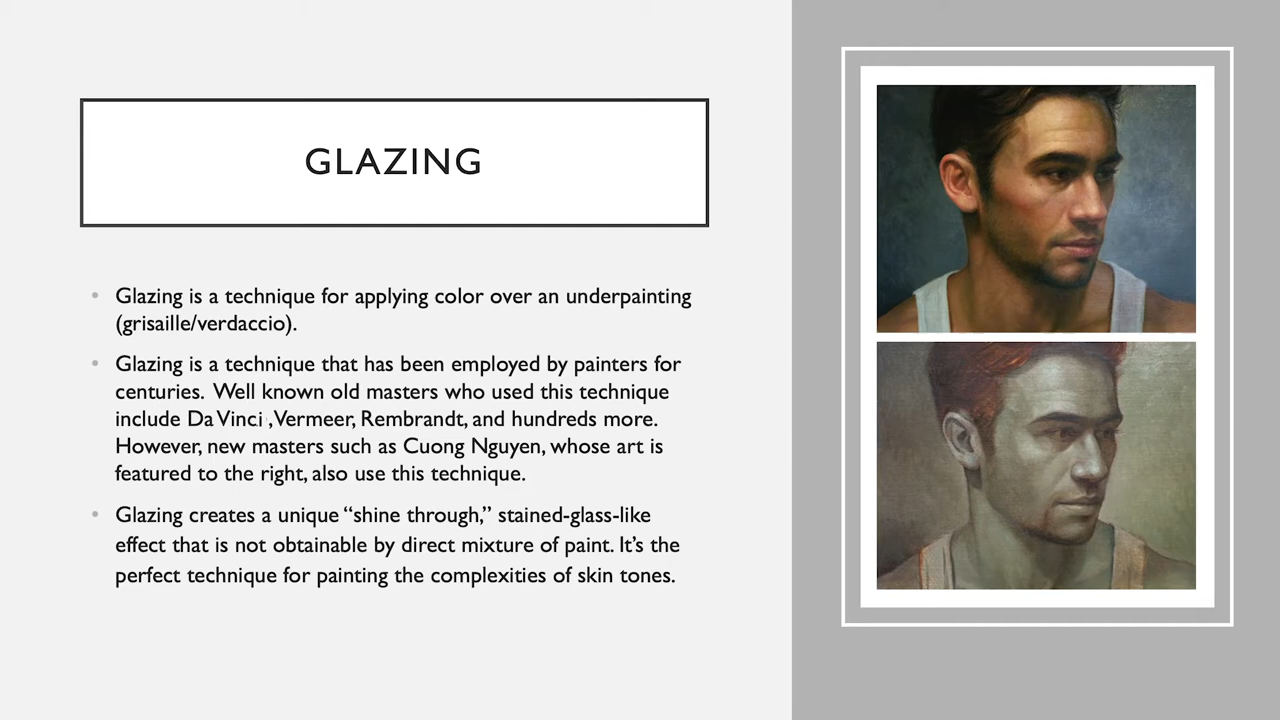 GLAZING
• Glazing is a technique for applying color over an underpainting
(grisaille/verdaccio).
• Glazing is a technique that has been employed by painters for
centuries. Well known old masters who used this technique
include Da Vinci ,Vermeer, Rembrandt, and hundreds more.
However, new masters such as Cuong Nguyen, whose art is
featured to the right, also use this technique.
• Glazing creates a unique “shine through,” stained-glass-like
effect that is not obtainable by direct mixture of paint. It’s the
perfect technique for painting the complexities of skin tones.